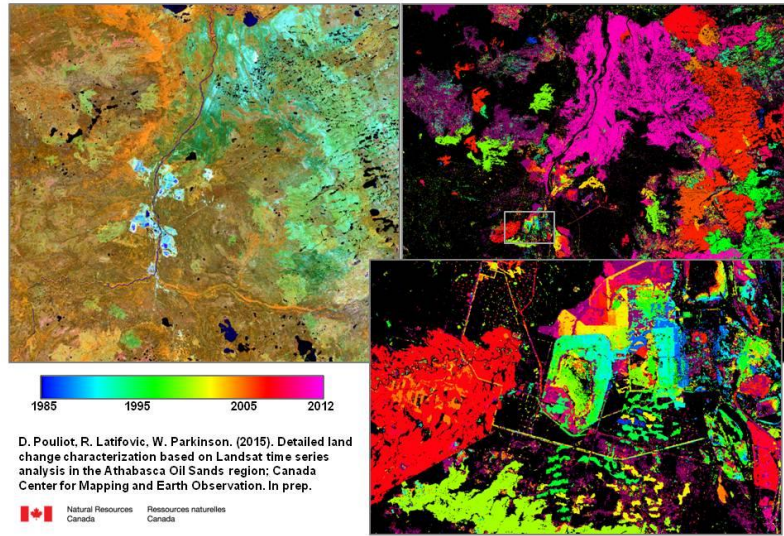 1985 1995 2005 2012
D. Pouliot, R. Latifovic, W. Parkinson. (2015). Detailed land
change characterization based on Landsat time series
analysis in the Athabasca Oil Sands region; Canada
Center for Mapping and Earth Observation. In prep.
Natural Resources Ressources naturelles
Canada Canada